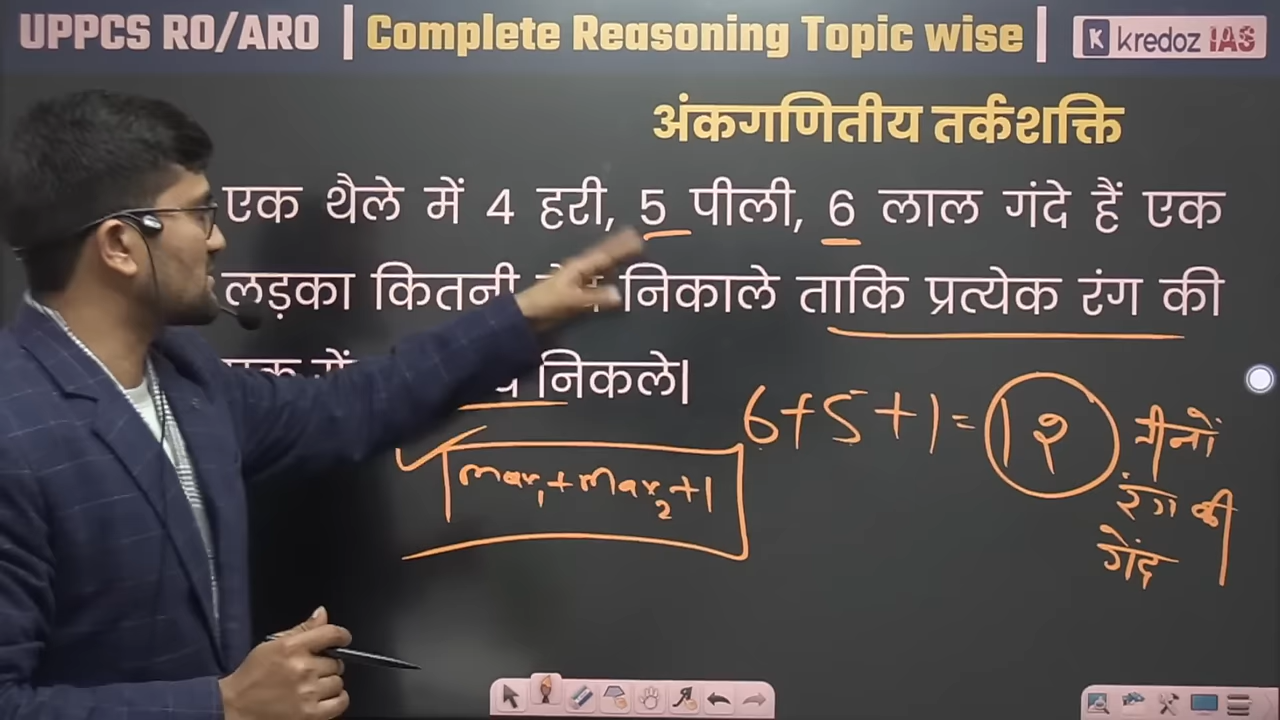 UPPCS RO/ARO | Complete Reasoning Topic wise |
K kredoz IAS
अंकगणितीय तर्कशक्ति
एक थैले में 4 हरी, 5 पीली, 6 लाल गंदे हैं एक
लड़का कितनी निकाले ताकि प्रत्येक रंग की
निकले|
6+5+1= 1२
तीनों
रंग की
गेंद
max1+max2+1